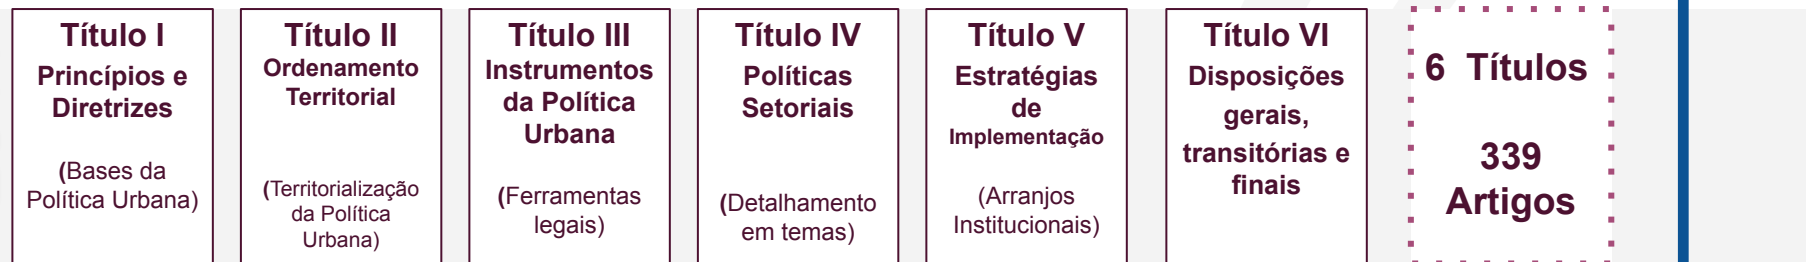 Título I
Princípios e
Diretrizes
(Bases da
Política Urbana)
Título II
Ordenamento
Territorial
(Territorialização
da Política
Urbana)
Título III
Instrumentos
da Política
Urbana
(Ferramentas
legais)
Título IV
Políticas
Setoriais
(Detalhamento
em temas)
Título V
Estratégias
de
Implementação
(Arranjos
Institucionais)
Título VI
Disposições
gerais,
transitórias e
finais
6 Títulos
339
Artigos